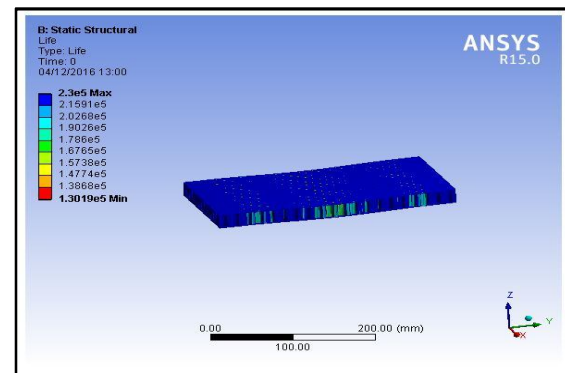 B: Static Structural
Life
Type: Life
Time: 0
04/12/2016 13:00
ANSYS
R15.0
2.3e5 Max
2.1591e5
2.0268e5
1.9026e5
1.786e5
1.6765e5
1.5738e5
1.4774e5
1.3868e5
1.3019e5 Min
0.00
200.00 (mm)
100.00
Z
Y
X